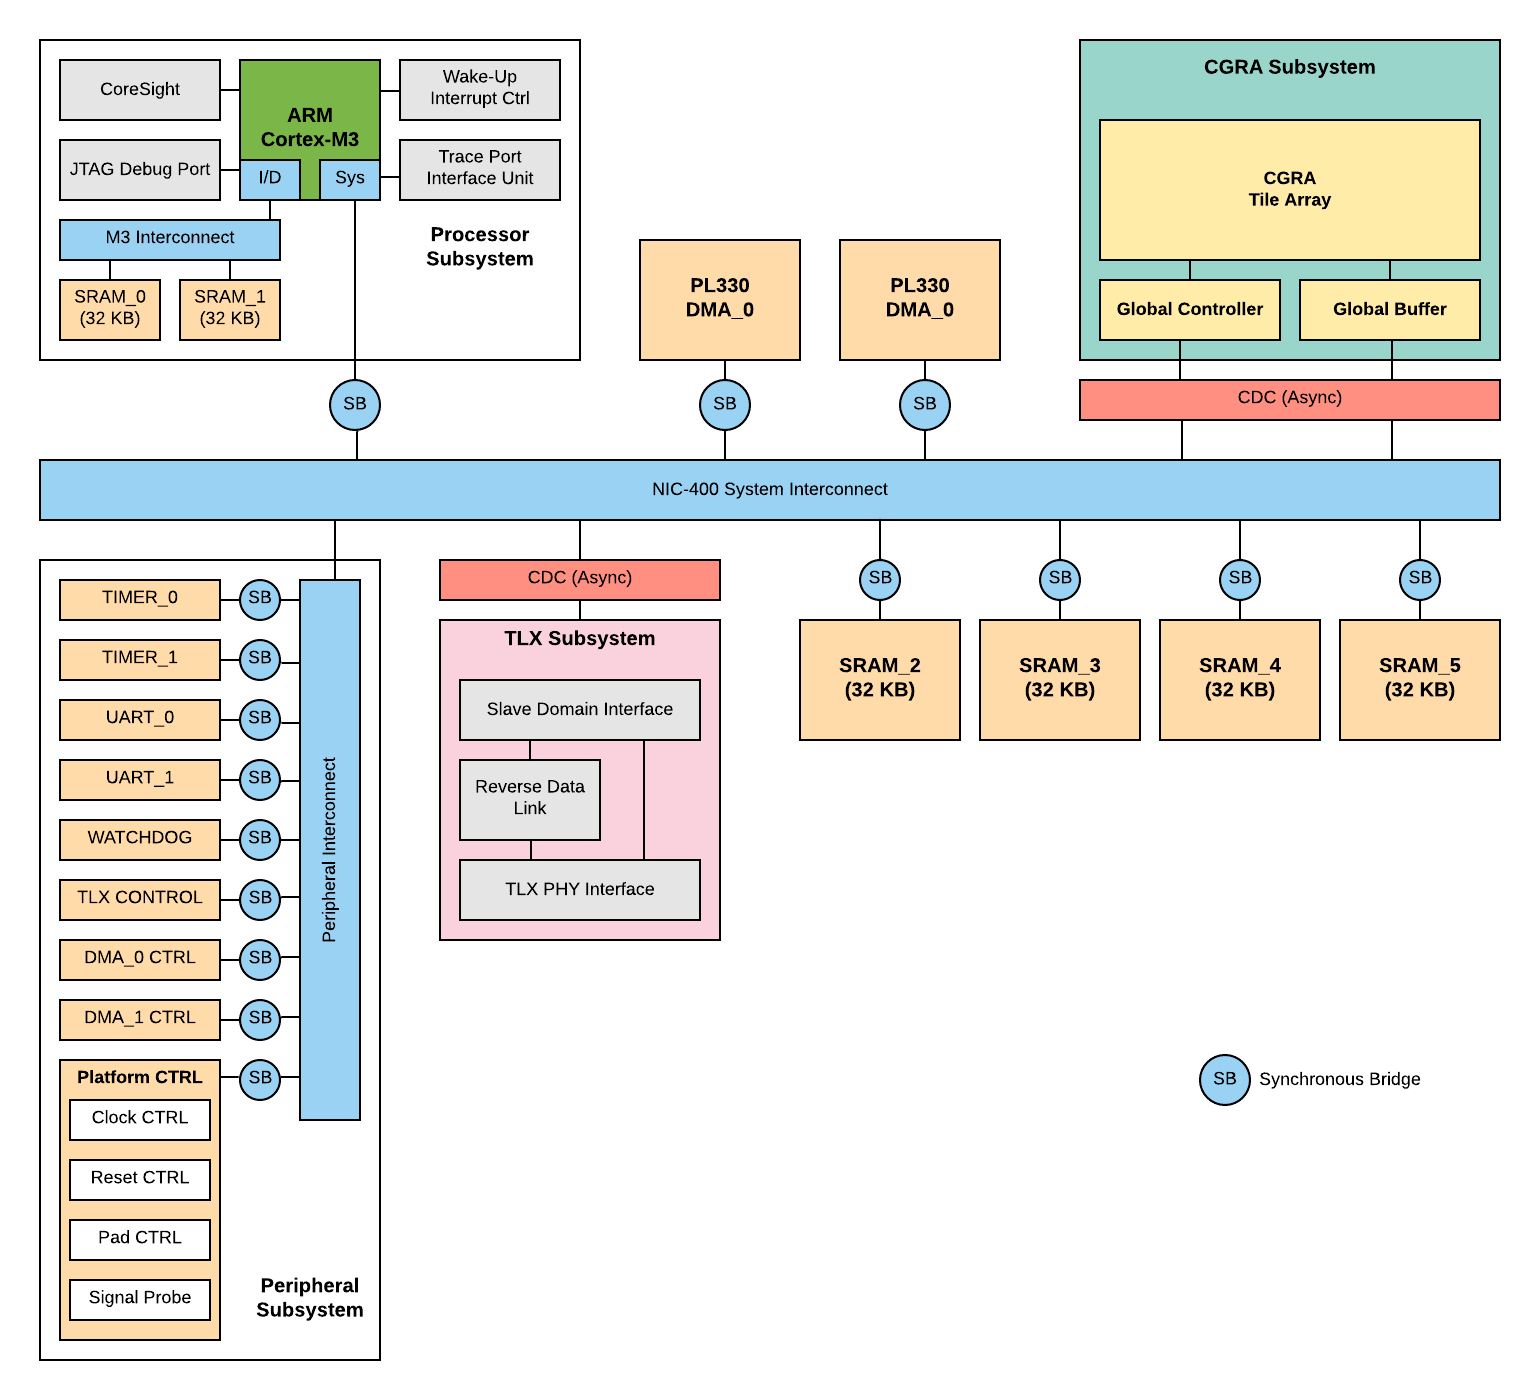 CoreSight
ARM
Cortex-M3
Wake-Up
Interrupt Ctrl
JTAG Debug Port
I/D
Sys
Trace Port
Interface Unit
M3 Interconnect
SRAM_0
(32 KB)
SRAM_1
(32 KB)
Processor
Subsystem
PL330
DMA_0
PL330
DMA_0
CGRA Subsystem
CGRA
Tile Array
Global Controller
Global Buffer
SB
SB
SB
CDC (Async)
NIC-400 System Interconnect
TIMER_0
SB
TIMER_1
SB
UART_0
SB
UART_1
SB
WATCHDOG
SB
TLX CONTROL
SB
DMA_0 CTRL
SB
DMA_1 CTRL
SB
Platform CTRL
SB
Clock CTRL
Reset CTRL
Pad CTRL
Signal Probe
Peripheral Interconnect
Peripheral
Subsystem
CDC (Async)
TLX Subsystem
Slave Domain Interface
Reverse Data
Link
TLX PHY Interface
SB
SB
SB
SB
SRAM_2
(32 KB)
SRAM_3
(32 KB)
SRAM_4
(32 KB)
SRAM_5
(32 KB)
SB
Synchronous Bridge